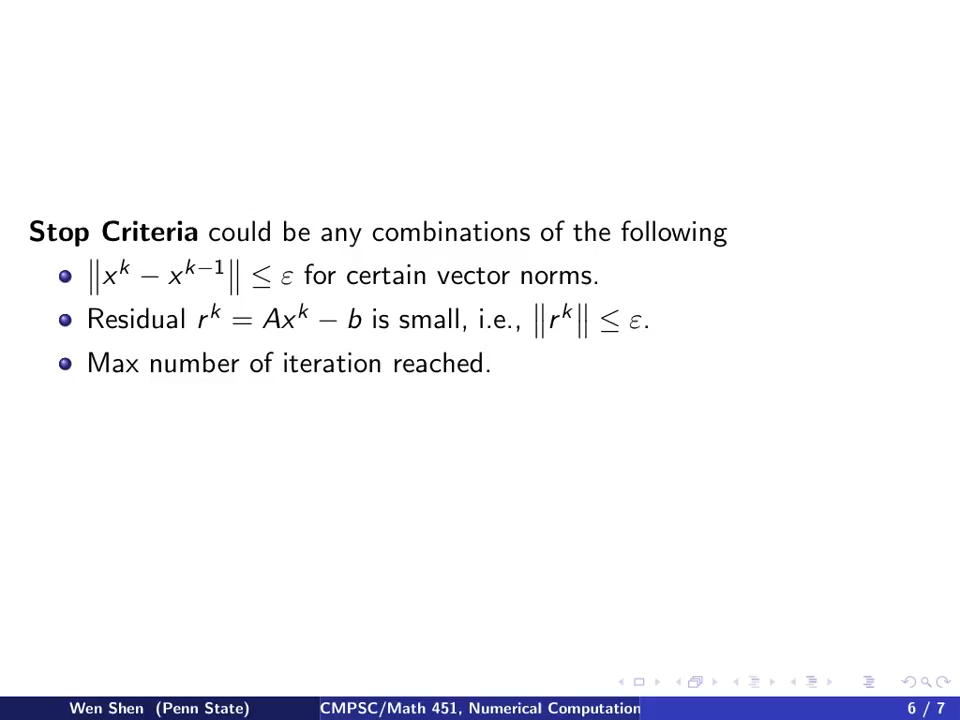 Stop Criteria could be any combinations of the following
‖x^k − x^{k−1}‖ ≤ ε for certain vector norms.
Residual r^k = Ax^k − b is small, i.e., ‖r^k‖ ≤ ε.
Max number of iteration reached.
Wen Shen (Penn State) CMPSC/Math 451, Numerical Computation 6 / 7